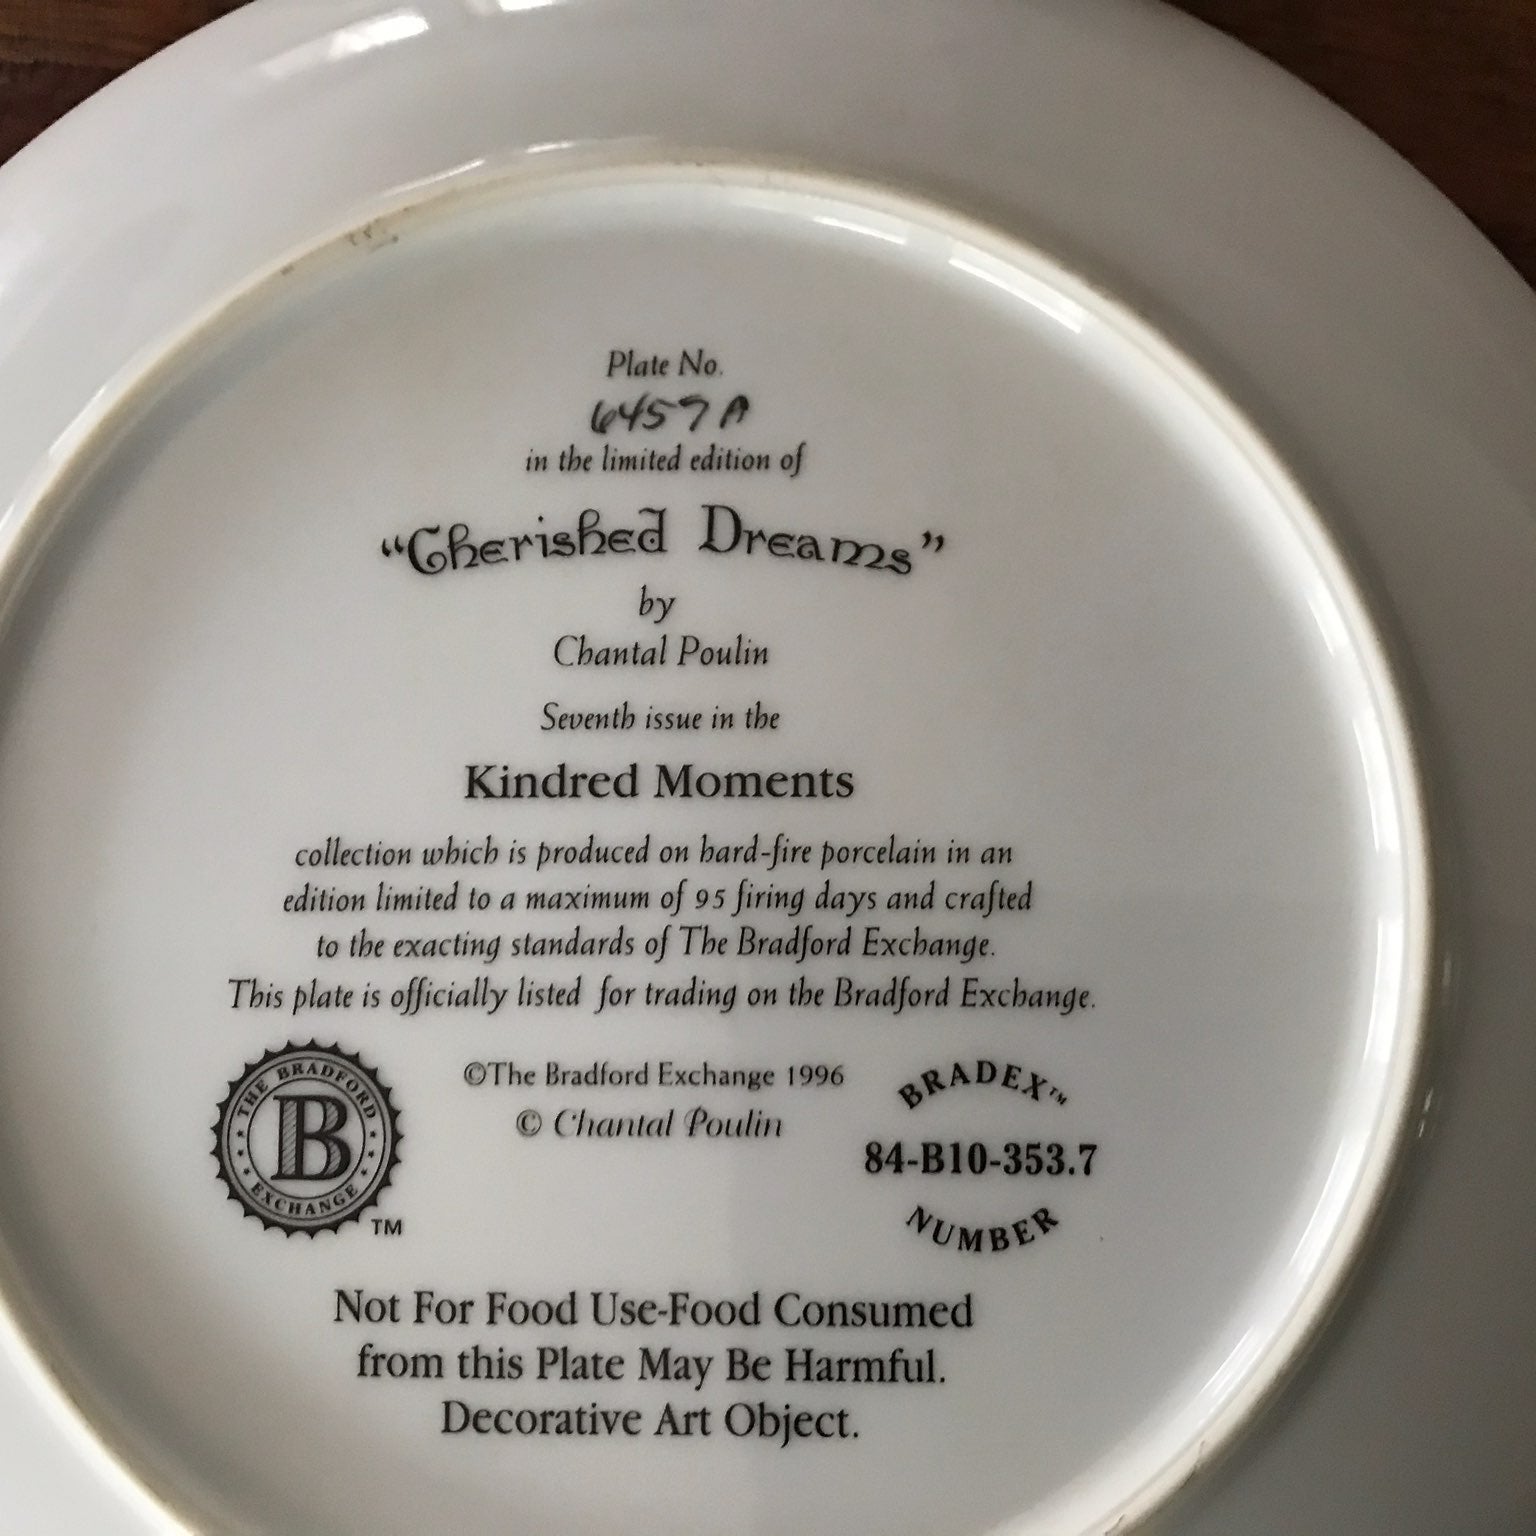 Plate No.
6457A
in the limited edition of
“Cherished Dreams”
by
Chantal Poulin
Seventh issue in the
Kindred Moments
collection which is produced on hard-fire porcelain in an
edition limited to a maximum of 95 firing days and crafted
to the exacting standards of The Bradford Exchange.
This plate is officially listed for trading on the Bradford Exchange.
THE BRADFORD
B
EXCHANGE
TM
©The Bradford Exchange 1996
© Chantal Poulin
BRADEX™
84-B10-353.7
NUMBER
Not For Food Use-Food Consumed
from this Plate May Be Harmful.
Decorative Art Object.